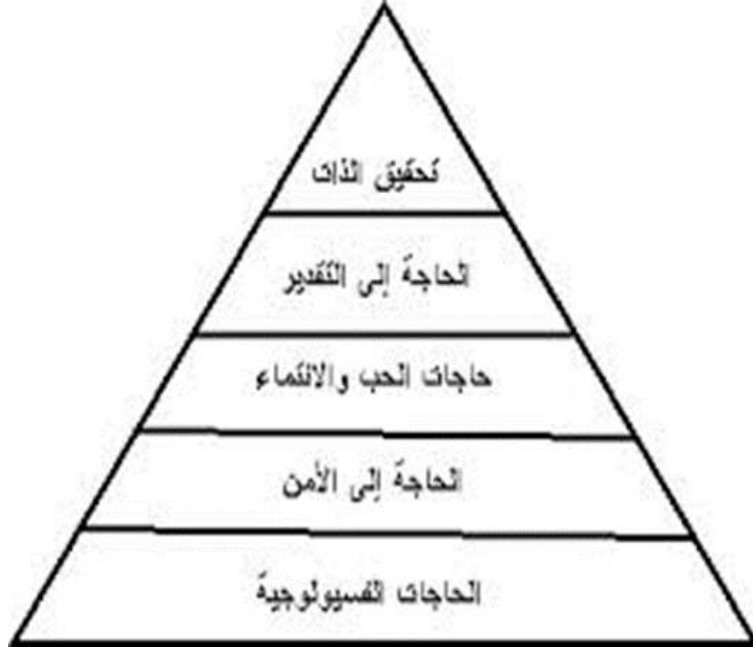 تحقيق الذات
الحاجة إلى التقدير
حاجات الحب والانتماء
الحاجة إلى الأمن
الحاجات الفسيولوجية